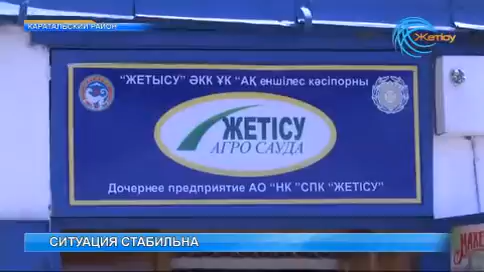 КАРАТАЛЬСКИЙ РАЙОН
Жетісу
"ЖЕТЫСУ" ӘКК ҰК "АҚ еншілес кәсіпорны
ЖЕТІСУ
АГРО САУДА
Дочернее предприятие АО "НК "СПК "ЖЕТІСУ"
СИТУАЦИЯ СТАБИЛЬНА